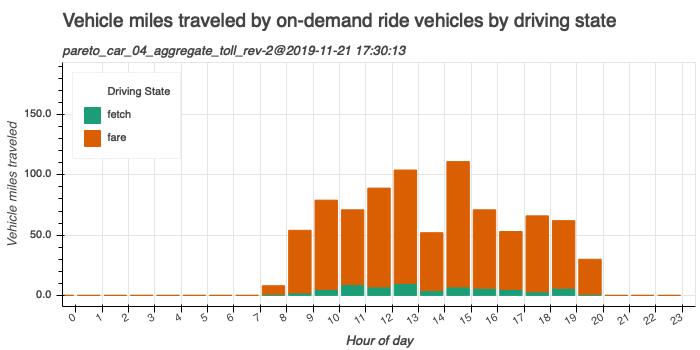 Vehicle miles traveled by on-demand ride vehicles by driving state
pareto_car_04_aggregate_toll_rev-2@2019-11-21 17:30:13
Driving State
fetch
fare
Vehicle miles traveled
150.0
100.0
50.0
0.0
0 1 2 3 4 5 6 7 8 9 10 11 12 13 14 15 16 17 18 19 20 21 22 23
Hour of day